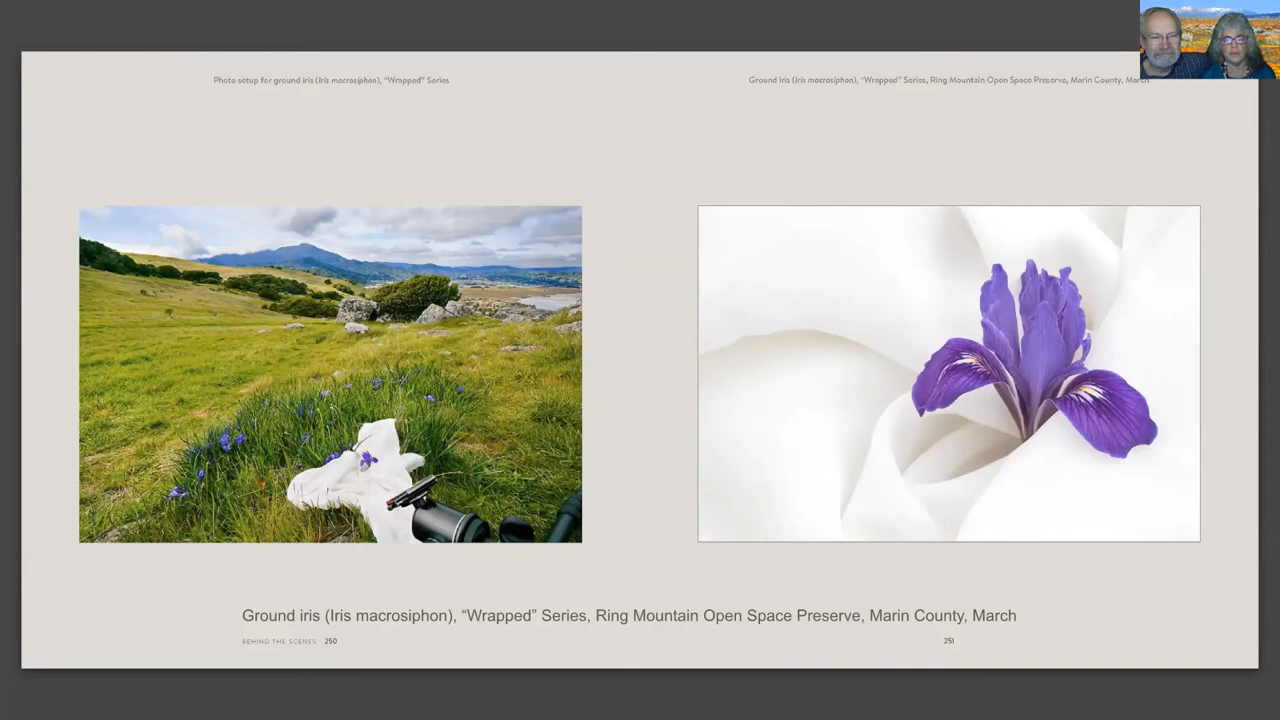 Photo setup for ground iris (Iris macrosiphon), “Wrapped” Series
Ground iris (Iris macrosiphon), “Wrapped” Series, Ring Mountain Open Space Preserve, Marin County, March
Ground iris (Iris macrosiphon), “Wrapped” Series, Ring Mountain Open Space Preserve, Marin County, March
BEHIND THE SCENES 250
251